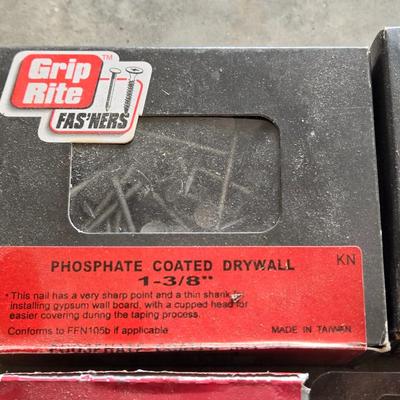 Grip
Rite
TM
FAS'NERS
PHOSPHATE COATED DRYWALL
KN
1-3/8"
* This nail has a very sharp point and a thin shank for
installing gypsum wall board, with a cupped head for
easier covering during the taping process.
Conforms to FFN105b if applicable
MADE IN TAIWAN